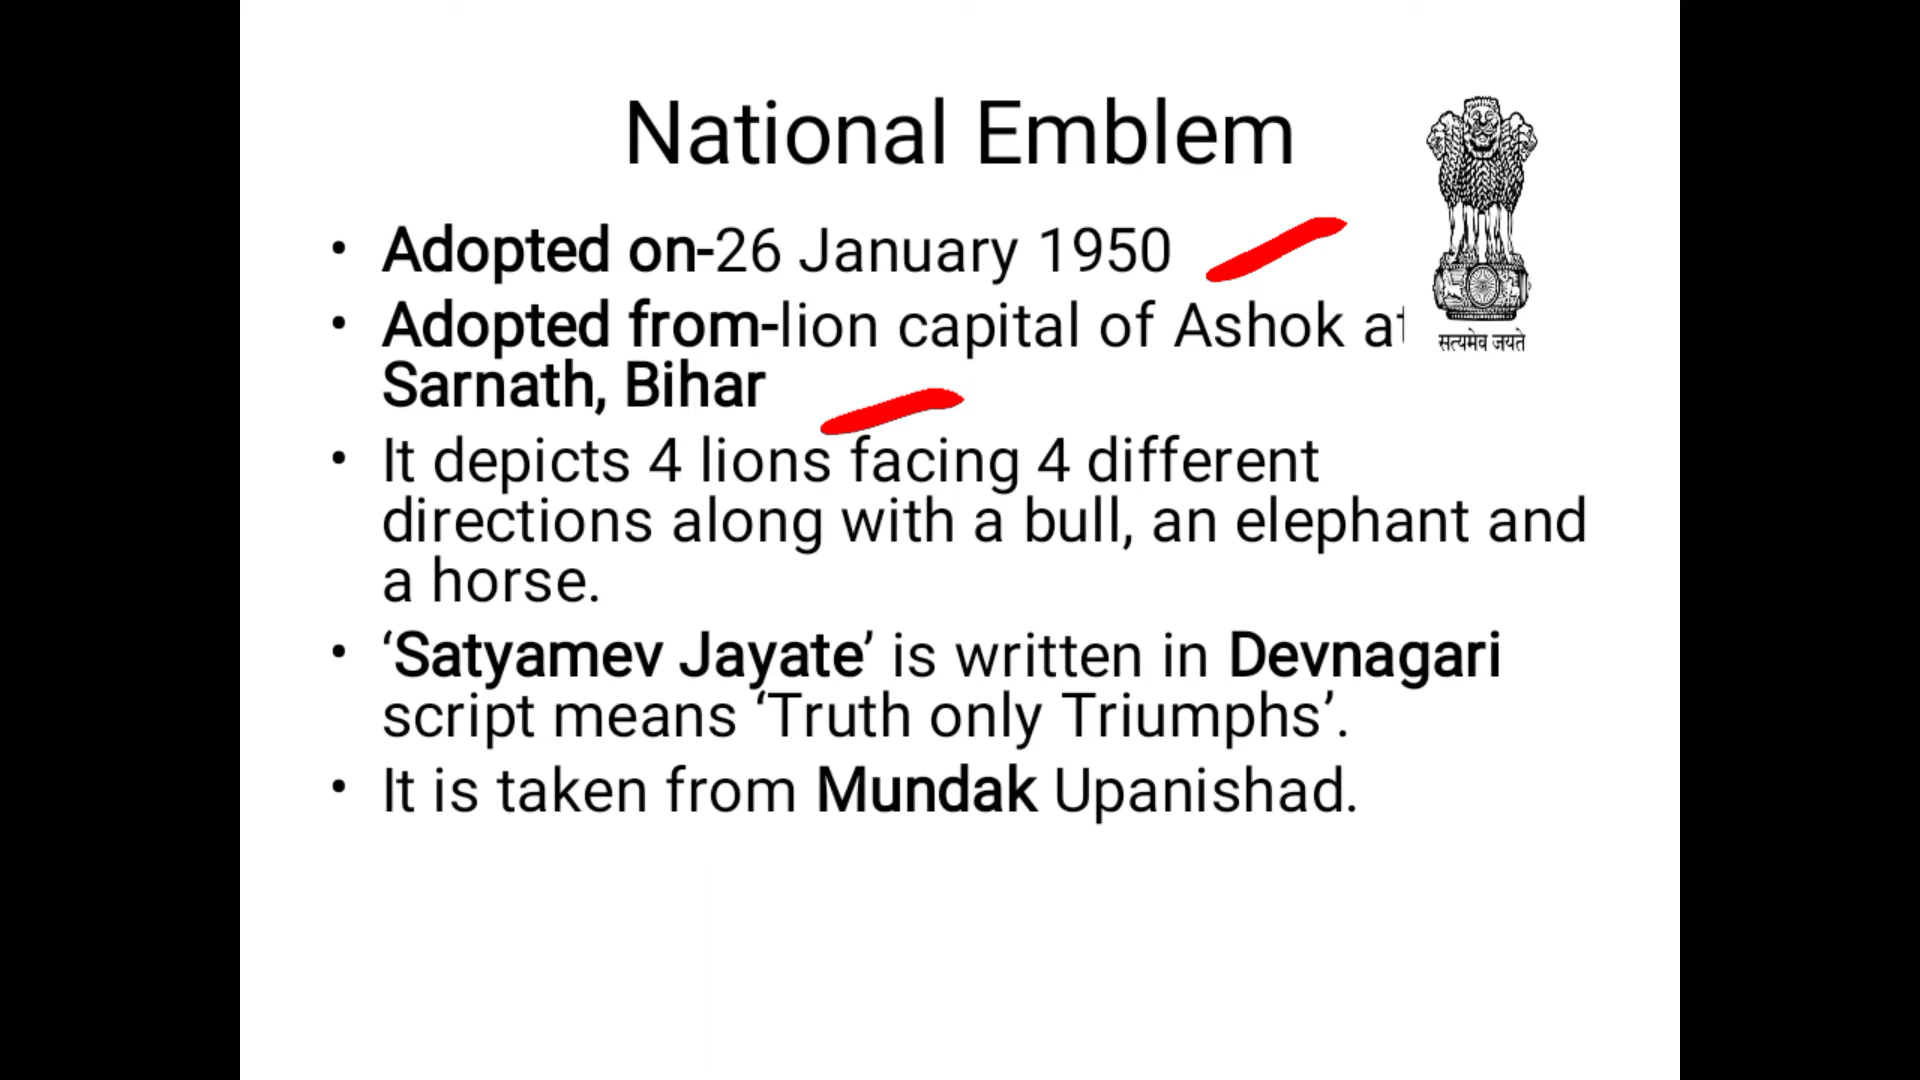 National Emblem
• Adopted on-26 January 1950
• Adopted from-lion capital of Ashok at
Sarnath, Bihar
• It depicts 4 lions facing 4 different
directions along with a bull, an elephant and
a horse.
• ‘Satyamev Jayate’ is written in Devnagari
script means ‘Truth only Triumphs’.
• It is taken from Mundak Upanishad.
सत्यमेव जयते